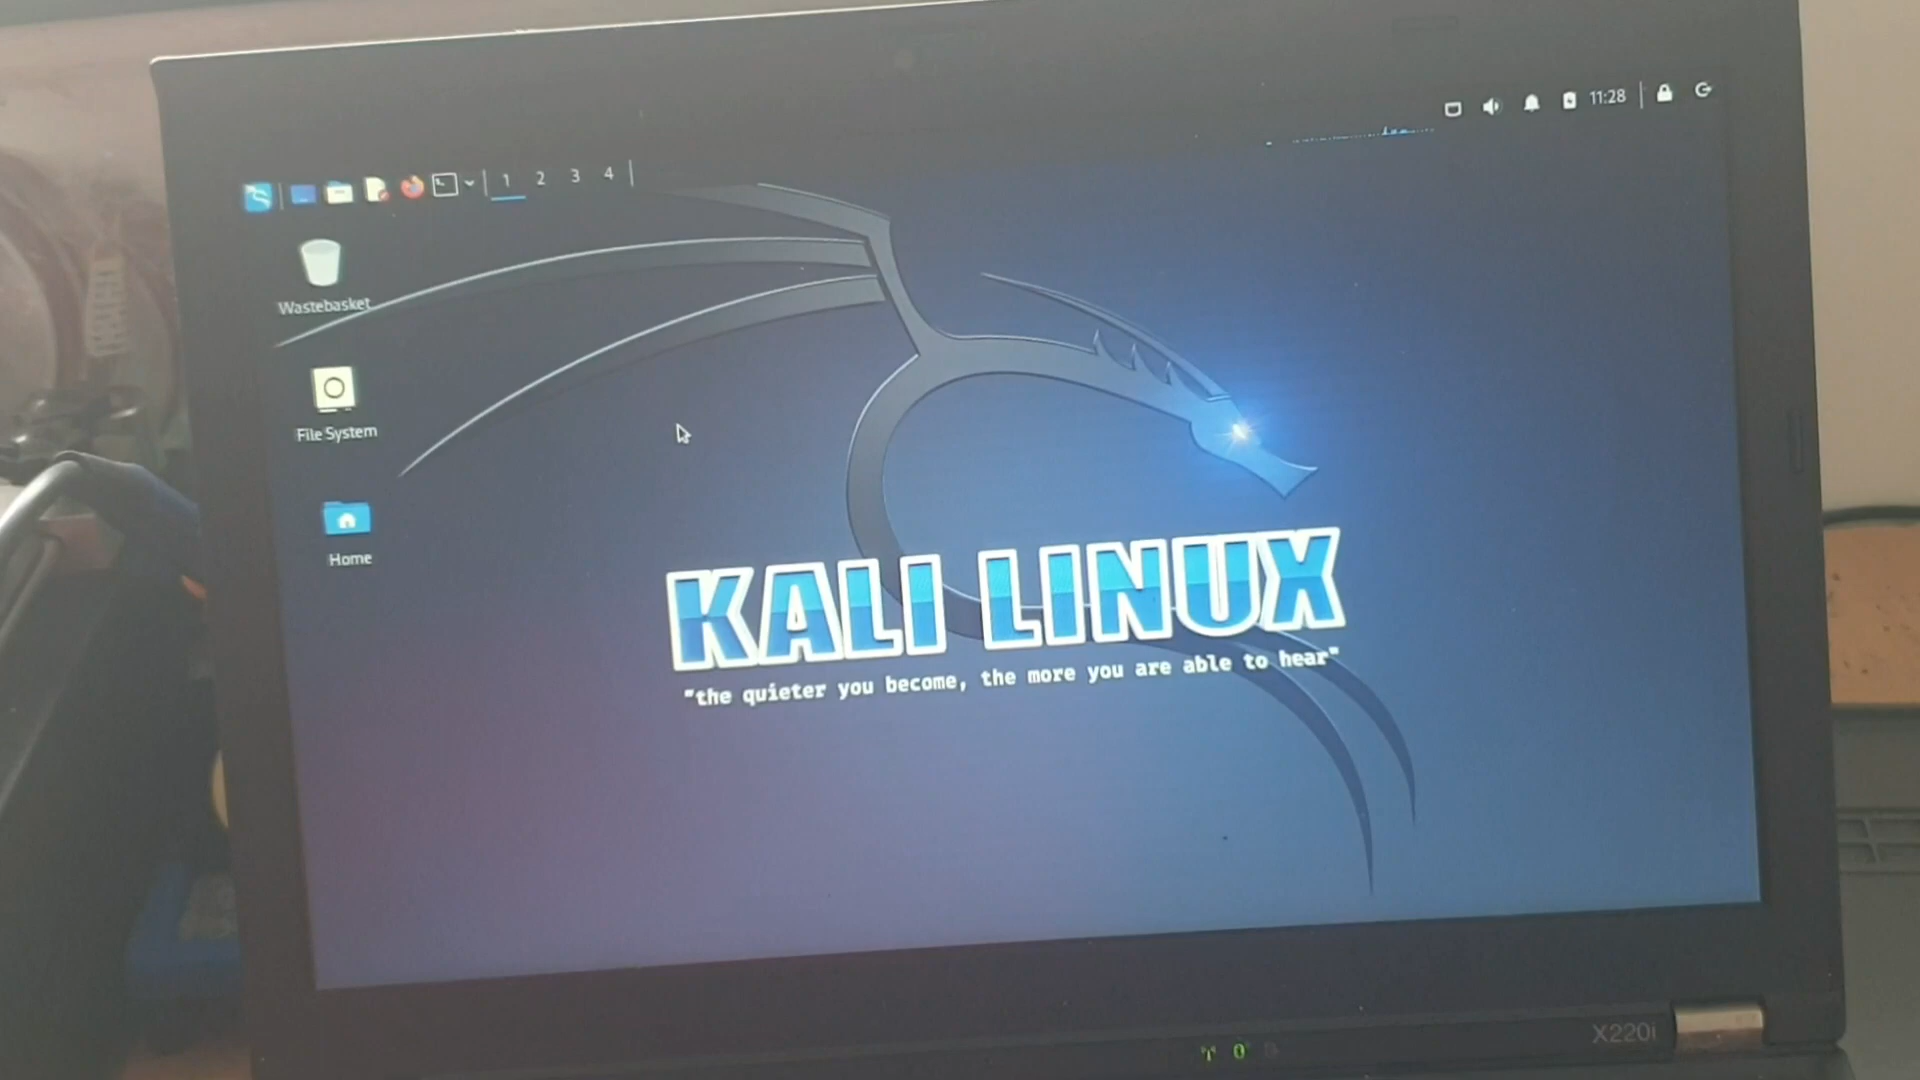 11:28
1 2 3 4
Wastebasket
File System
Home
KALI LINUX
"the quieter you become, the more you are able to hear"
X220i